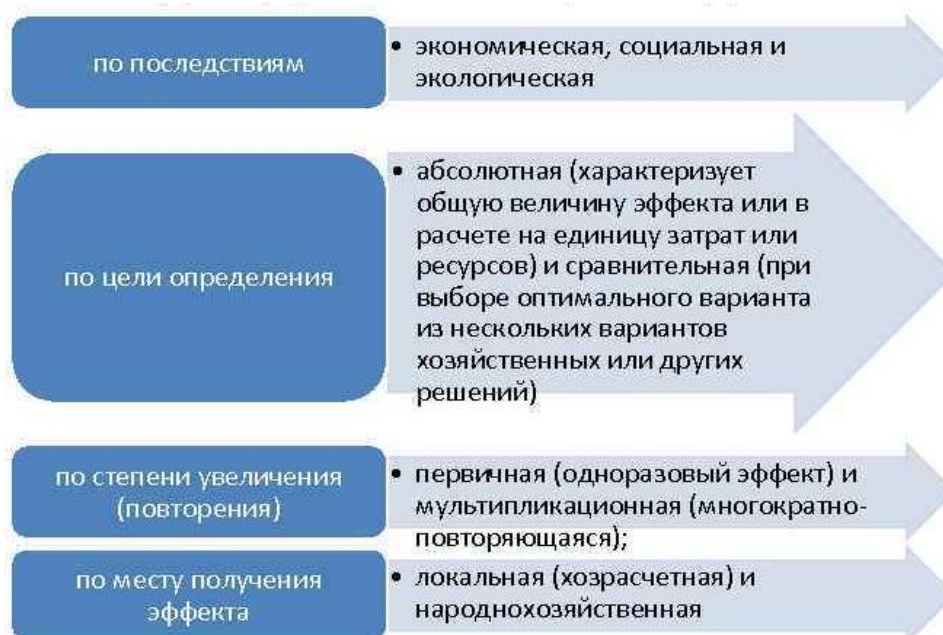 по последствиям
• экономическая, социальная и
экологическая
по цели определения
• абсолютная (характеризует
общую величину эффекта или в
расчете на единицу затрат или
ресурсов) и сравнительная (при
выборе оптимального варианта
из нескольких вариантов
хозяйственных или других
решений)
по степени увеличения
(повторения)
• первичная (одноразовый эффект) и
мультипликационная (многократно-
повторяющаяся);
по месту получения
эффекта
• локальная (хозрасчетная) и
народнохозяйственная